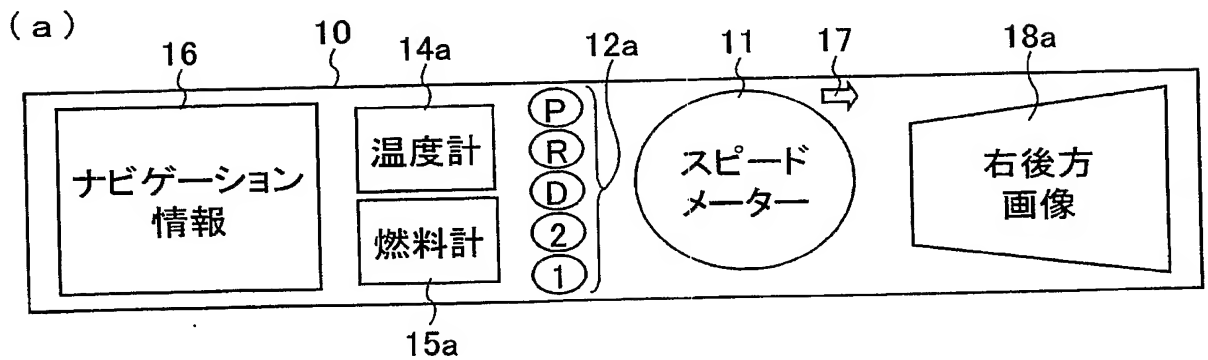 (a)
16
10
14a
12a
11
17
18a
ナビゲーション
情報
温度計
燃料計
P
R
D
2
1
スピード
メーター
右後方
画像
15a